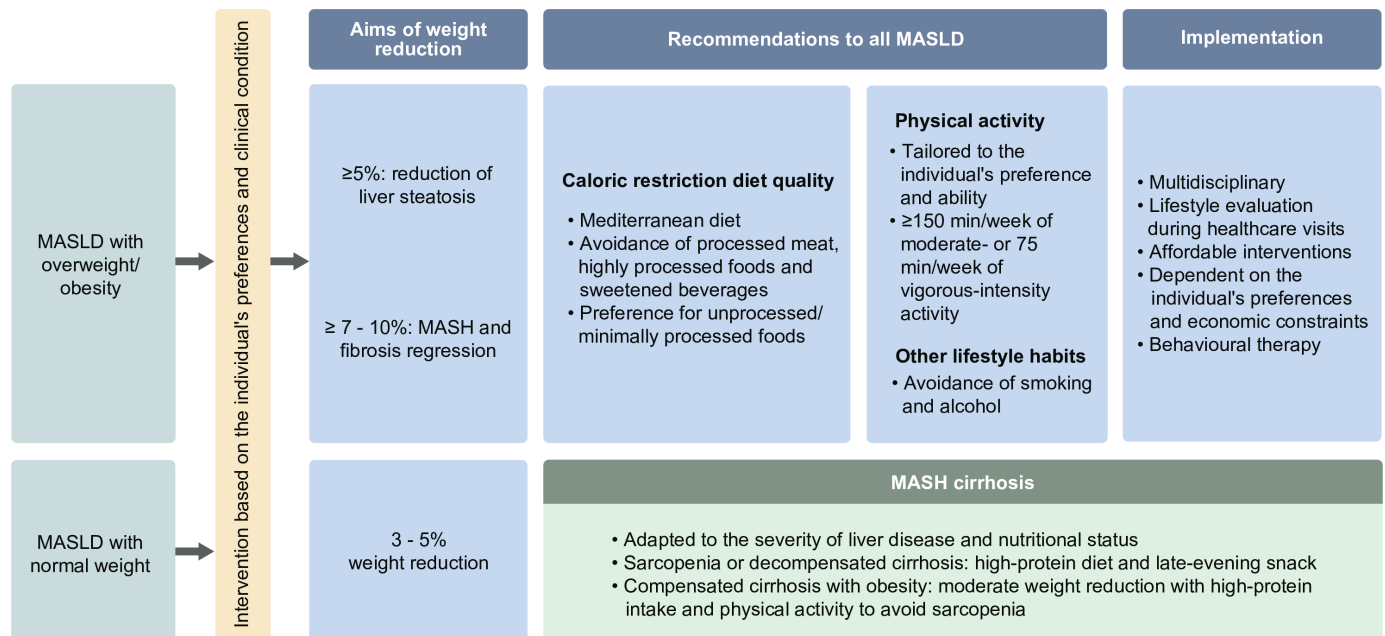 Aims of weight
reduction
Recommendations to all MASLD
Implementation
MASLD with
overweight/
obesity
Intervention based on the individual's preferences and clinical condition
≥5%: reduction of
liver steatosis
≥ 7 - 10%: MASH and
fibrosis regression
Caloric restriction diet quality
• Mediterranean diet
• Avoidance of processed meat,
highly processed foods and
sweetened beverages
• Preference for unprocessed/
minimally processed foods
Physical activity
• Tailored to the
individual's preference
and ability
• ≥150 min/week of
moderate- or 75
min/week of
vigorous-intensity
activity
Other lifestyle habits
• Avoidance of smoking
and alcohol
• Multidisciplinary
• Lifestyle evaluation
during healthcare visits
• Affordable interventions
• Dependent on the
individual's preferences
and economic constraints
• Behavioural therapy
MASLD with
normal weight
3 - 5%
weight reduction
MASH cirrhosis
• Adapted to the severity of liver disease and nutritional status
• Sarcopenia or decompensated cirrhosis: high-protein diet and late-evening snack
• Compensated cirrhosis with obesity: moderate weight reduction with high-protein
intake and physical activity to avoid sarcopenia